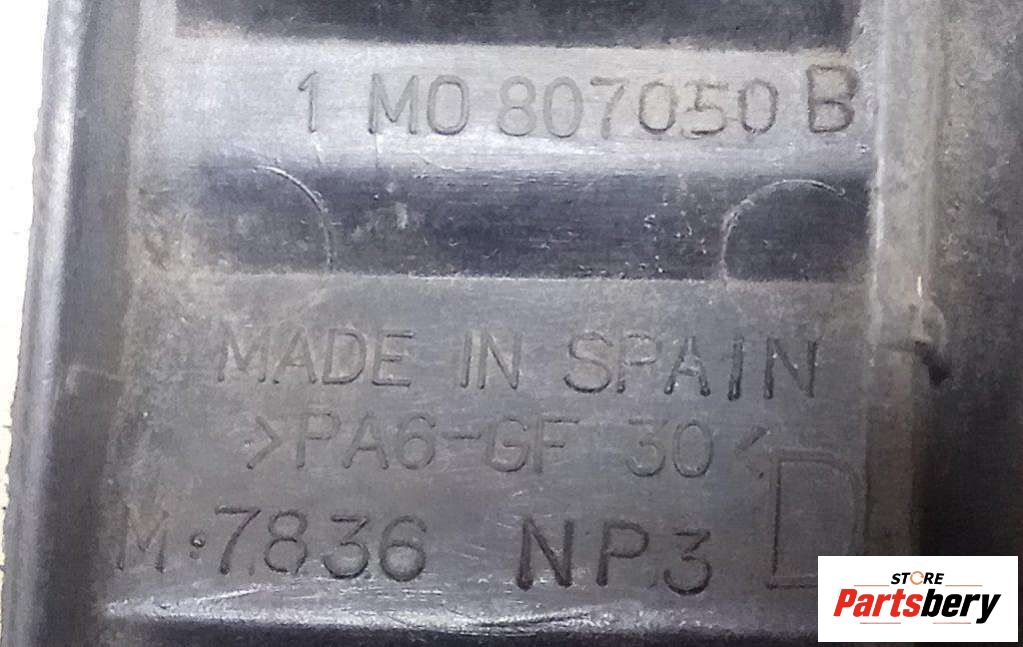 1 M0 807050 B
MADE IN SPAIN
>PA6-GF 30<
M.7836 NP3 D
STORE
Partsbery